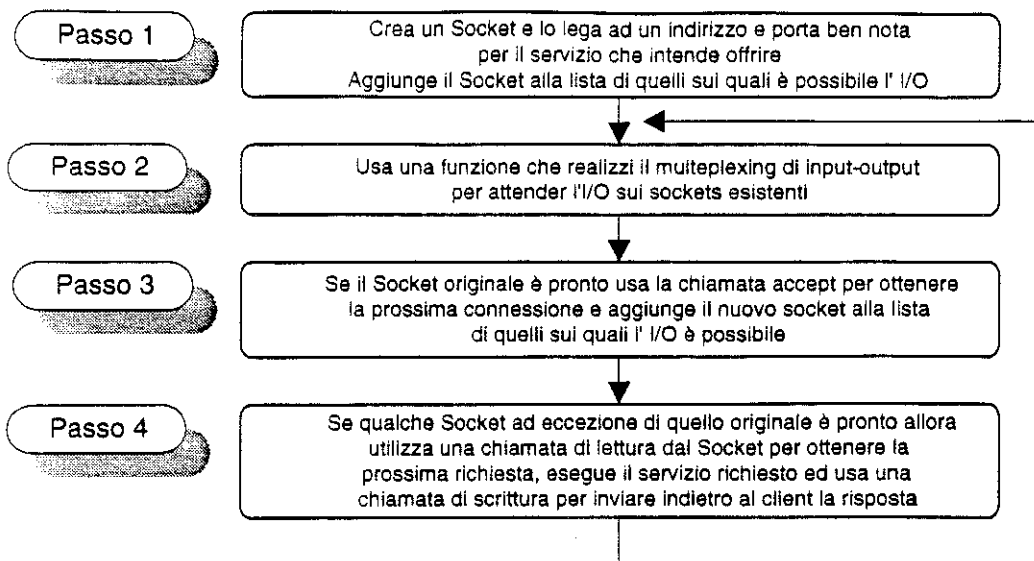 Passo 1
Crea un Socket e lo lega ad un indirizzo e porta ben nota
per il servizio che intende offrire
Aggiunge il Socket alla lista di quelli sui quali è possibile l' I/O
Passo 2
Usa una funzione che realizzi il multeplexing di input-output
per attender l'I/O sui sockets esistenti
Passo 3
Se il Socket originale è pronto usa la chiamata accept per ottenere
la prossima connessione e aggiunge il nuovo socket alla lista
di quelli sui quali l' I/O è possibile
Passo 4
Se qualche Socket ad eccezione di quello originale è pronto allora
utilizza una chiamata di lettura dal Socket per ottenere la
prossima richiesta, esegue il servizio richiesto ed usa una
chiamata di scrittura per inviare indietro al client la risposta